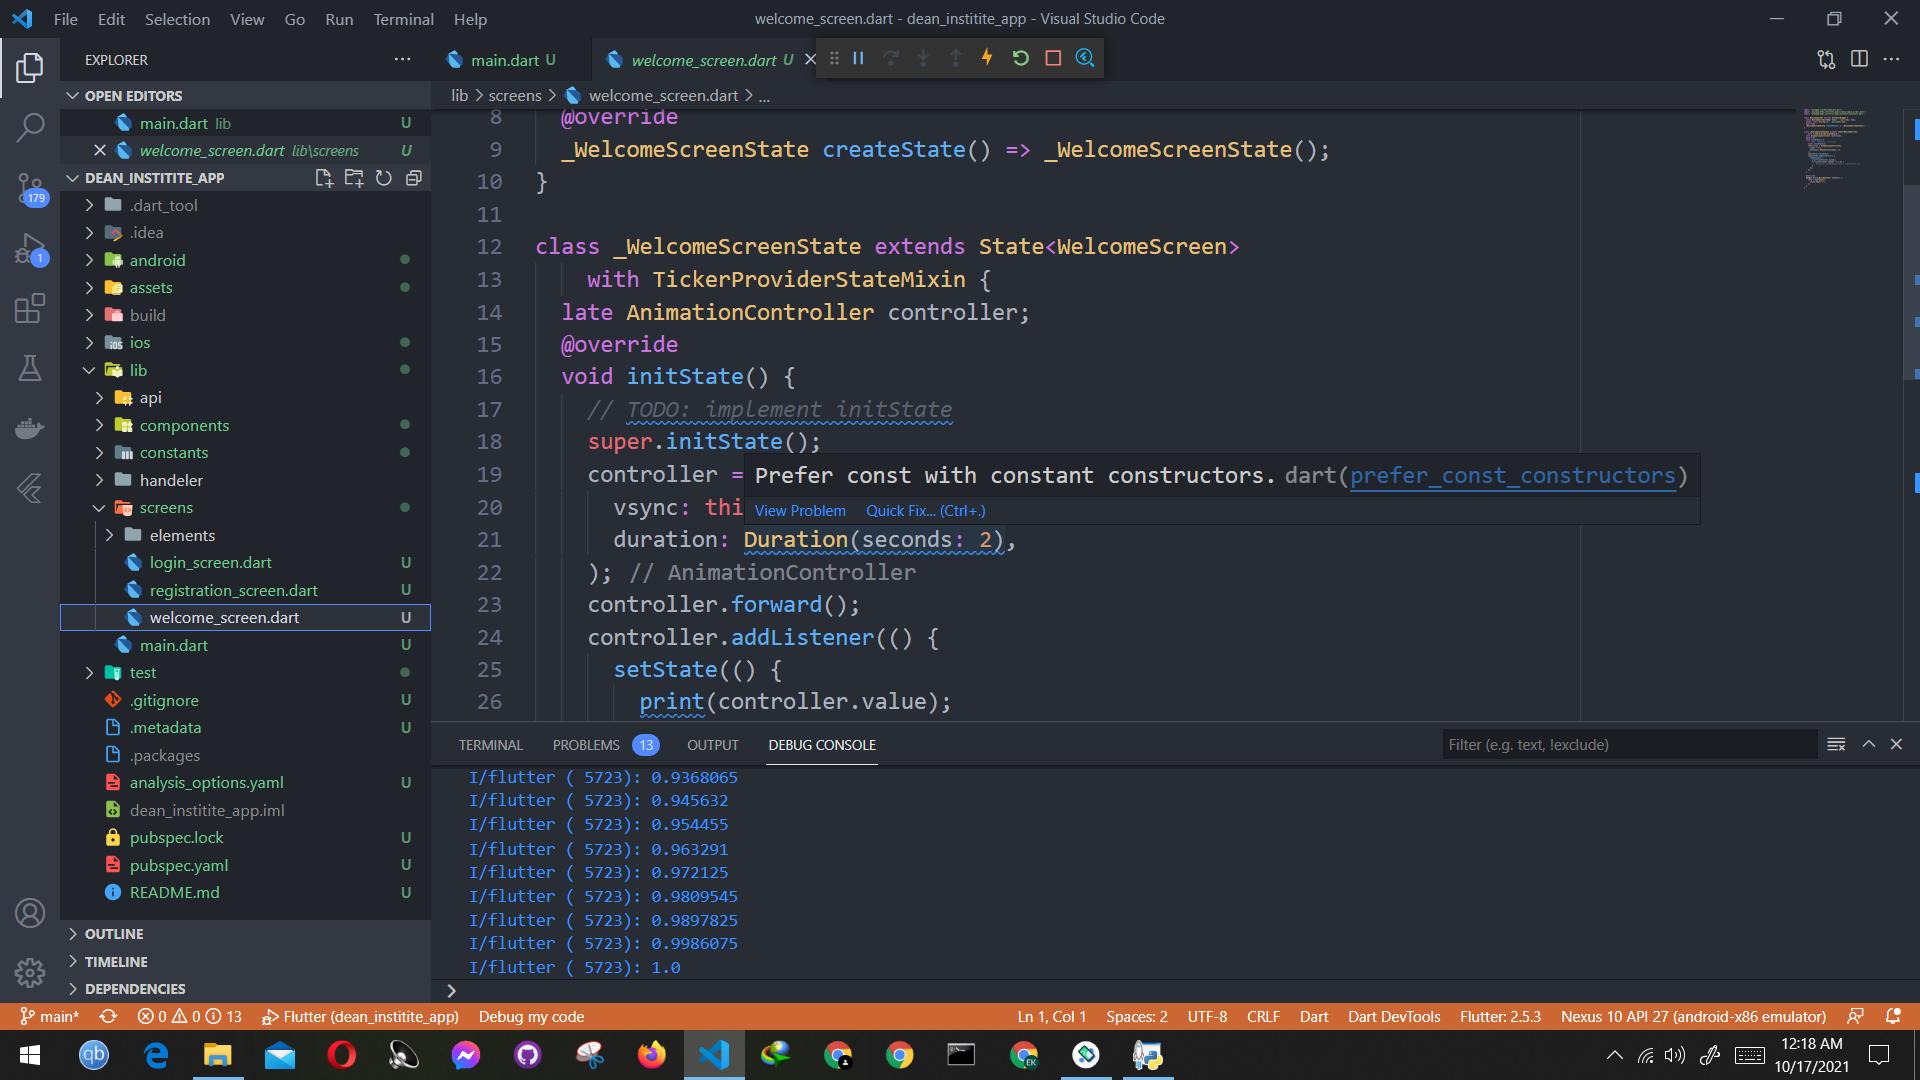 File Edit Selection View Go Run Terminal Help
welcome_screen.dart - dean_institite_app - Visual Studio Code
EXPLORER
main.dart U
welcome_screen.dart U
OPEN EDITORS
main.dart lib U
welcome_screen.dart lib\screens U
DEAN_INSTITITE_APP
.dart_tool
.idea
android
assets
build
ios
lib
api
components
constants
handeler
screens
elements
login_screen.dart U
registration_screen.dart U
welcome_screen.dart U
main.dart U
test
.gitignore U
.metadata U
.packages
analysis_options.yaml U
dean_institite_app.iml
pubspec.lock U
pubspec.yaml U
README.md U
OUTLINE
TIMELINE
DEPENDENCIES
179
1
lib > screens > welcome_screen.dart > ...
8 @override
9 _WelcomeScreenState createState() => _WelcomeScreenState();
10 }
11
12 class _WelcomeScreenState extends State<WelcomeScreen>
13 with TickerProviderStateMixin {
14 late AnimationController controller;
15 @override
16 void initState() {
17 // TODO: implement initState
18 super.initState();
19 controller =
20 vsync: thi
21 duration: Duration(seconds: 2),
22 ); // AnimationController
23 controller.forward();
24 controller.addListener(() {
25 setState(() {
26 print(controller.value);
Prefer const with constant constructors. dart(prefer_const_constructors)
View Problem Quick Fix... (Ctrl+.)
TERMINAL PROBLEMS 13 OUTPUT DEBUG CONSOLE
Filter (e.g. text, !exclude)
I/flutter ( 5723): 0.9368065
I/flutter ( 5723): 0.945632
I/flutter ( 5723): 0.954455
I/flutter ( 5723): 0.963291
I/flutter ( 5723): 0.972125
I/flutter ( 5723): 0.9809545
I/flutter ( 5723): 0.9897825
I/flutter ( 5723): 0.9986075
I/flutter ( 5723): 1.0
main* 0 0 13 Flutter (dean_institite_app) Debug my code
Ln 1, Col 1 Spaces: 2 UTF-8 CRLF Dart Dart DevTools Flutter: 2.5.3 Nexus 10 API 27 (android-x86 emulator)
qb
EK
12:18 AM
10/17/2021